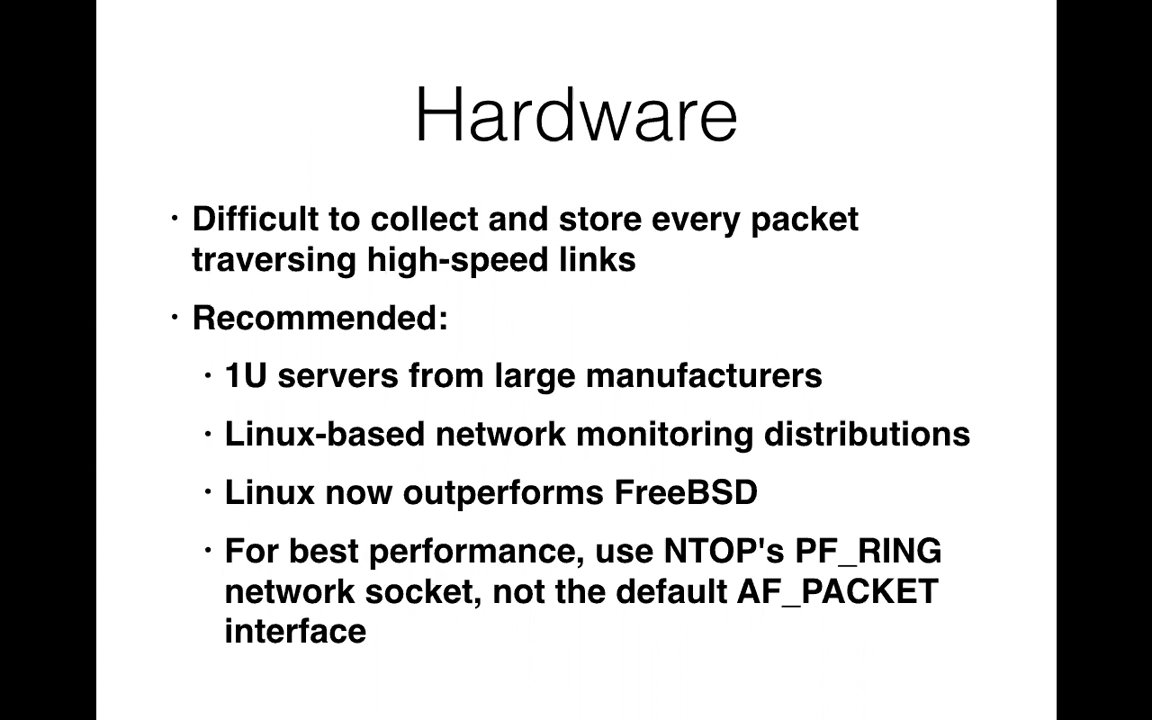 Hardware
• Difficult to collect and store every packet
traversing high-speed links
• Recommended:
• 1U servers from large manufacturers
• Linux-based network monitoring distributions
• Linux now outperforms FreeBSD
• For best performance, use NTOP's PF_RING
network socket, not the default AF_PACKET
interface